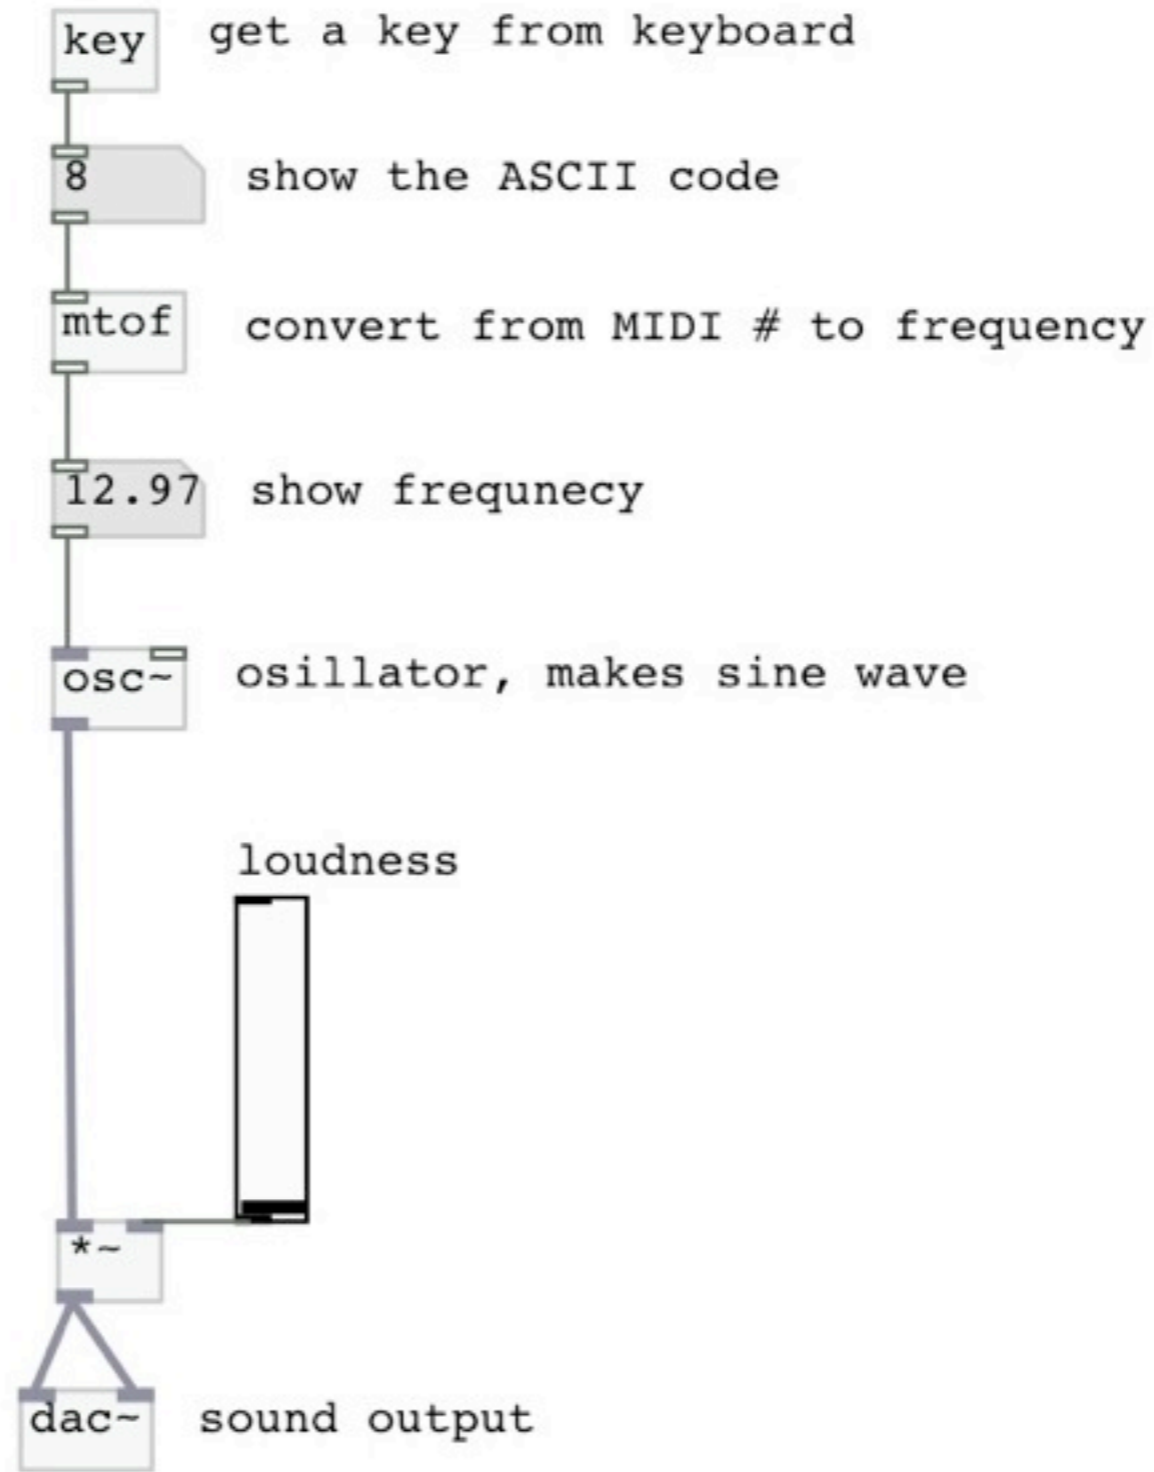 key get a key from keyboard
8 show the ASCII code
mtof convert from MIDI # to frequency
12.97 show frequnecy
osc~ osillator, makes sine wave
loudness
*~
dac~ sound output